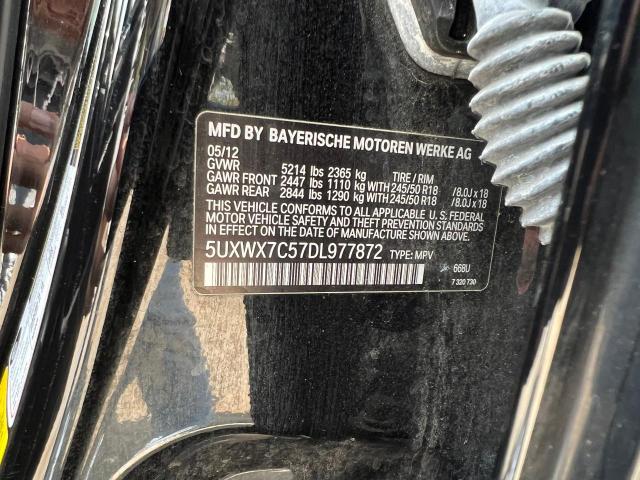 MFD BY BAYERISCHE MOTOREN WERKE AG
05/12
GVWR 5214 lbs 2365 kg TIRE / RIM
GAWR FRONT 2447 lbs 1110 kg WITH 245/50 R18 /8.0J x 18
GAWR REAR 2844 lbs 1290 kg WITH 245/50 R18 /8.0J x 18
THIS VEHICLE CONFORMS TO ALL APPLICABLE U.S. FEDERAL
MOTOR VEHICLE SAFETY AND THEFT PREVENTION STANDARDS
IN EFFECT ON THE DATE OF MANUFACTURE SHOWN ABOVE.
5UXWX7C57DL977872 TYPE: MPV
668U
7 320 730